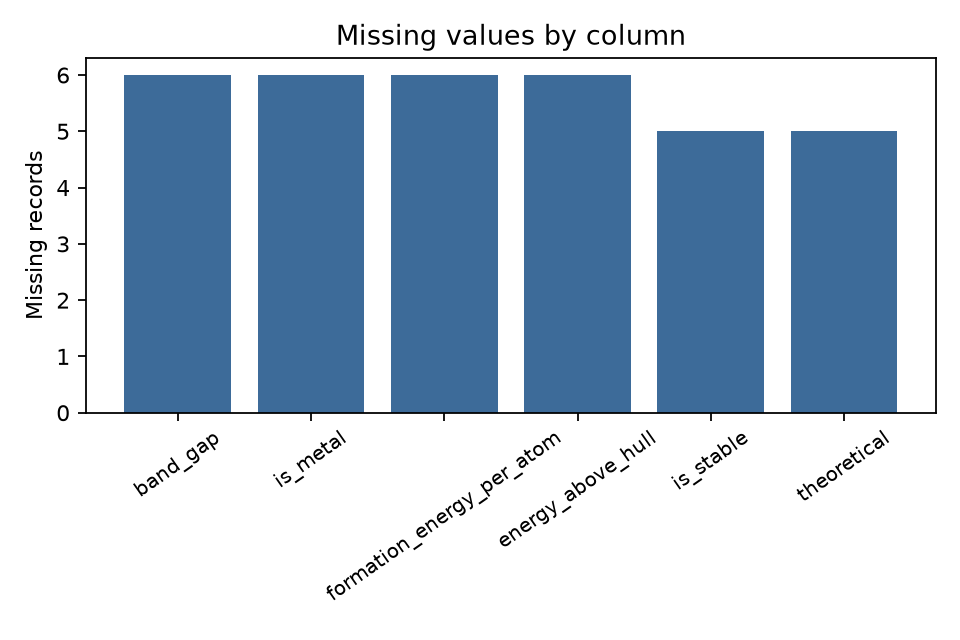 Missing values by column
Missing records
6
5
4
3
2
1
0
band_gap
is_metal
formation_energy_per_atom
energy_above_hull
is_stable
theoretical